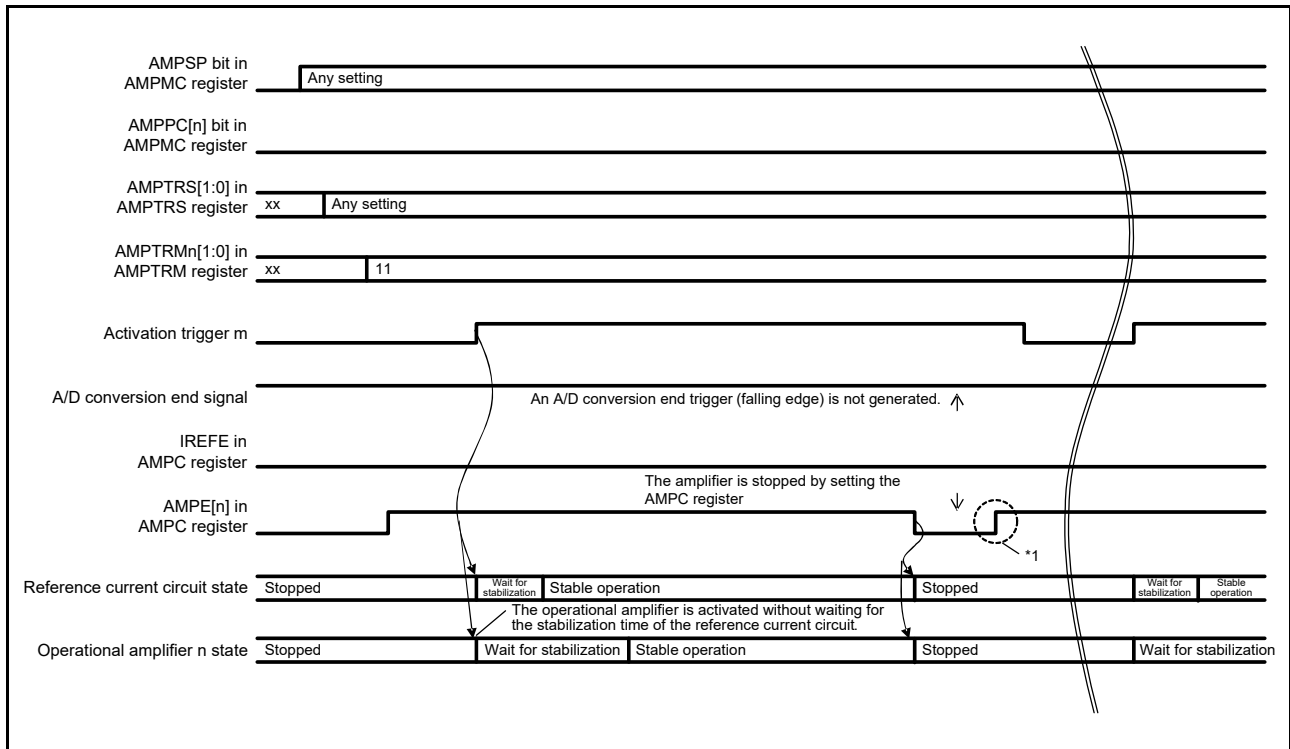 AMPSP bit in
AMPMC register
Any setting
AMPPC[n] bit in
AMPMC register
AMPTRS[1:0] in
AMPTRS register
xx
Any setting
AMPTRMn[1:0] in
AMPTRM register
xx
11
Activation trigger m
A/D conversion end signal
An A/D conversion end trigger (falling edge) is not generated.
IREFE in
AMPC register
The amplifier is stopped by setting the
AMPC register
AMPE[n] in
AMPC register
*1
Reference current circuit state
Stopped
Wait for
stabilization
Stable operation
Stopped
Wait for
stabilization
Stable
operation
The operational amplifier is activated without waiting for
the stabilization time of the reference current circuit.
Operational amplifier n state
Stopped
Wait for stabilization
Stable operation
Stopped
Wait for stabilization